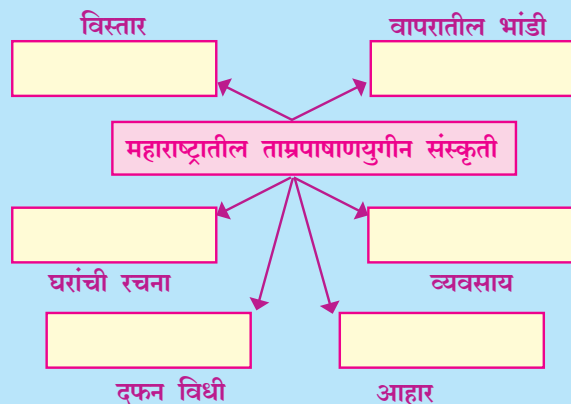 विस्तार
वापरातील भांडी
महाराष्ट्रातील ताम्रपाषाणयुगीन संस्कृती
घरांची रचना
व्यवसाय
दफन विधी
आहार